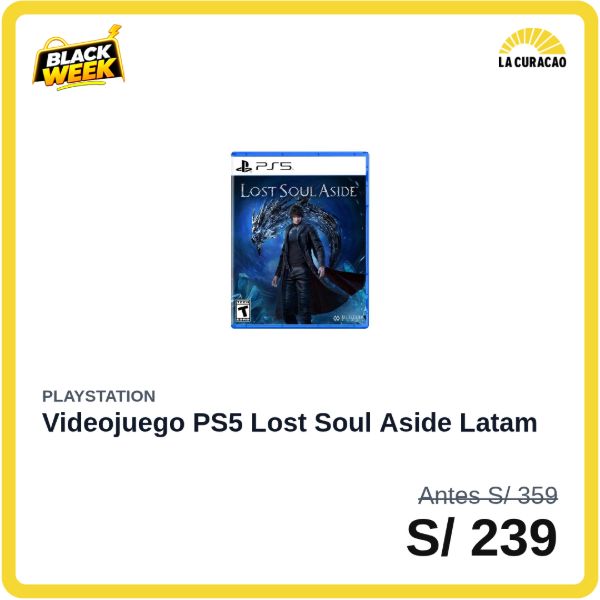 BLACK
WEEK
LA CURACAO
PS5
LOST SOUL ASIDE
T
PLAYSTATION
Videojuego PS5 Lost Soul Aside Latam
Antes S/ 359
S/ 239